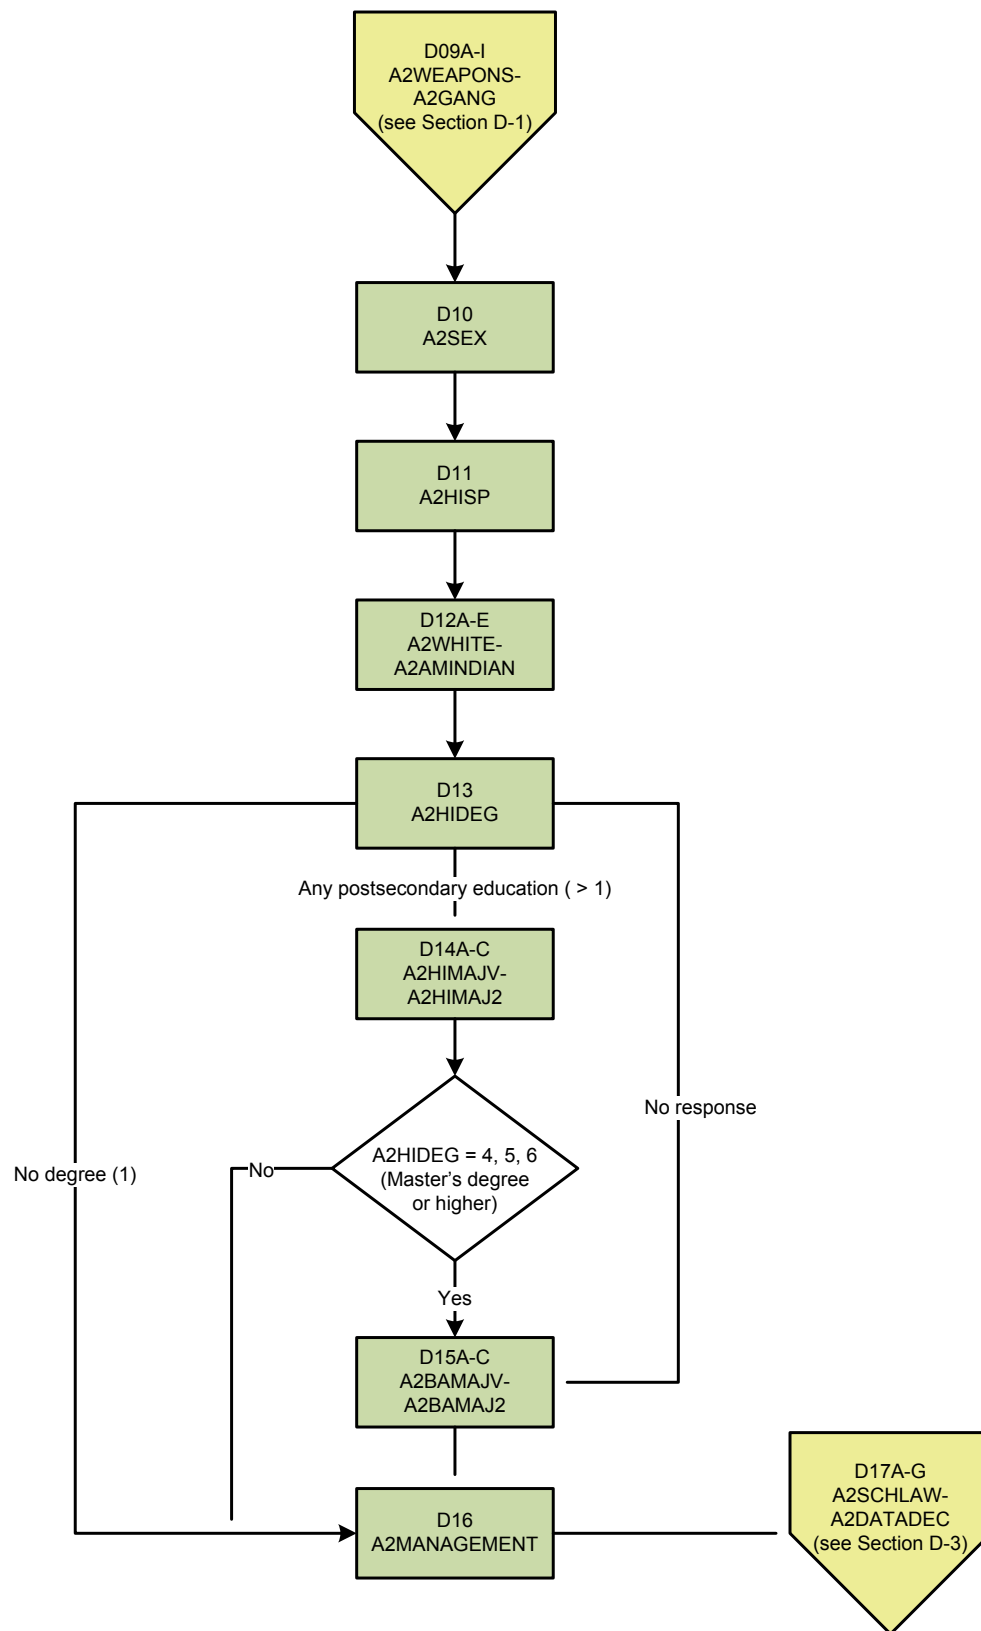 D09A-I
A2WEAPONS-
A2GANG
(see Section D-1)
D10
A2SEX
D11
A2HISP
D12A-E
A2WHITE-
A2AMINDIAN
D13
A2HIDEG
Any postsecondary education ( > 1)
D14A-C
A2HIMAJV-
A2HIMAJ2
No response
A2HIDEG = 4, 5, 6
(Master’s degree
or higher)
No
No degree (1)
Yes
D15A-C
A2BAMAJV-
A2BAMAJ2
D16
A2MANAGEMENT
D17A-G
A2SCHLAW-
A2DATADEC
(see Section D-3)